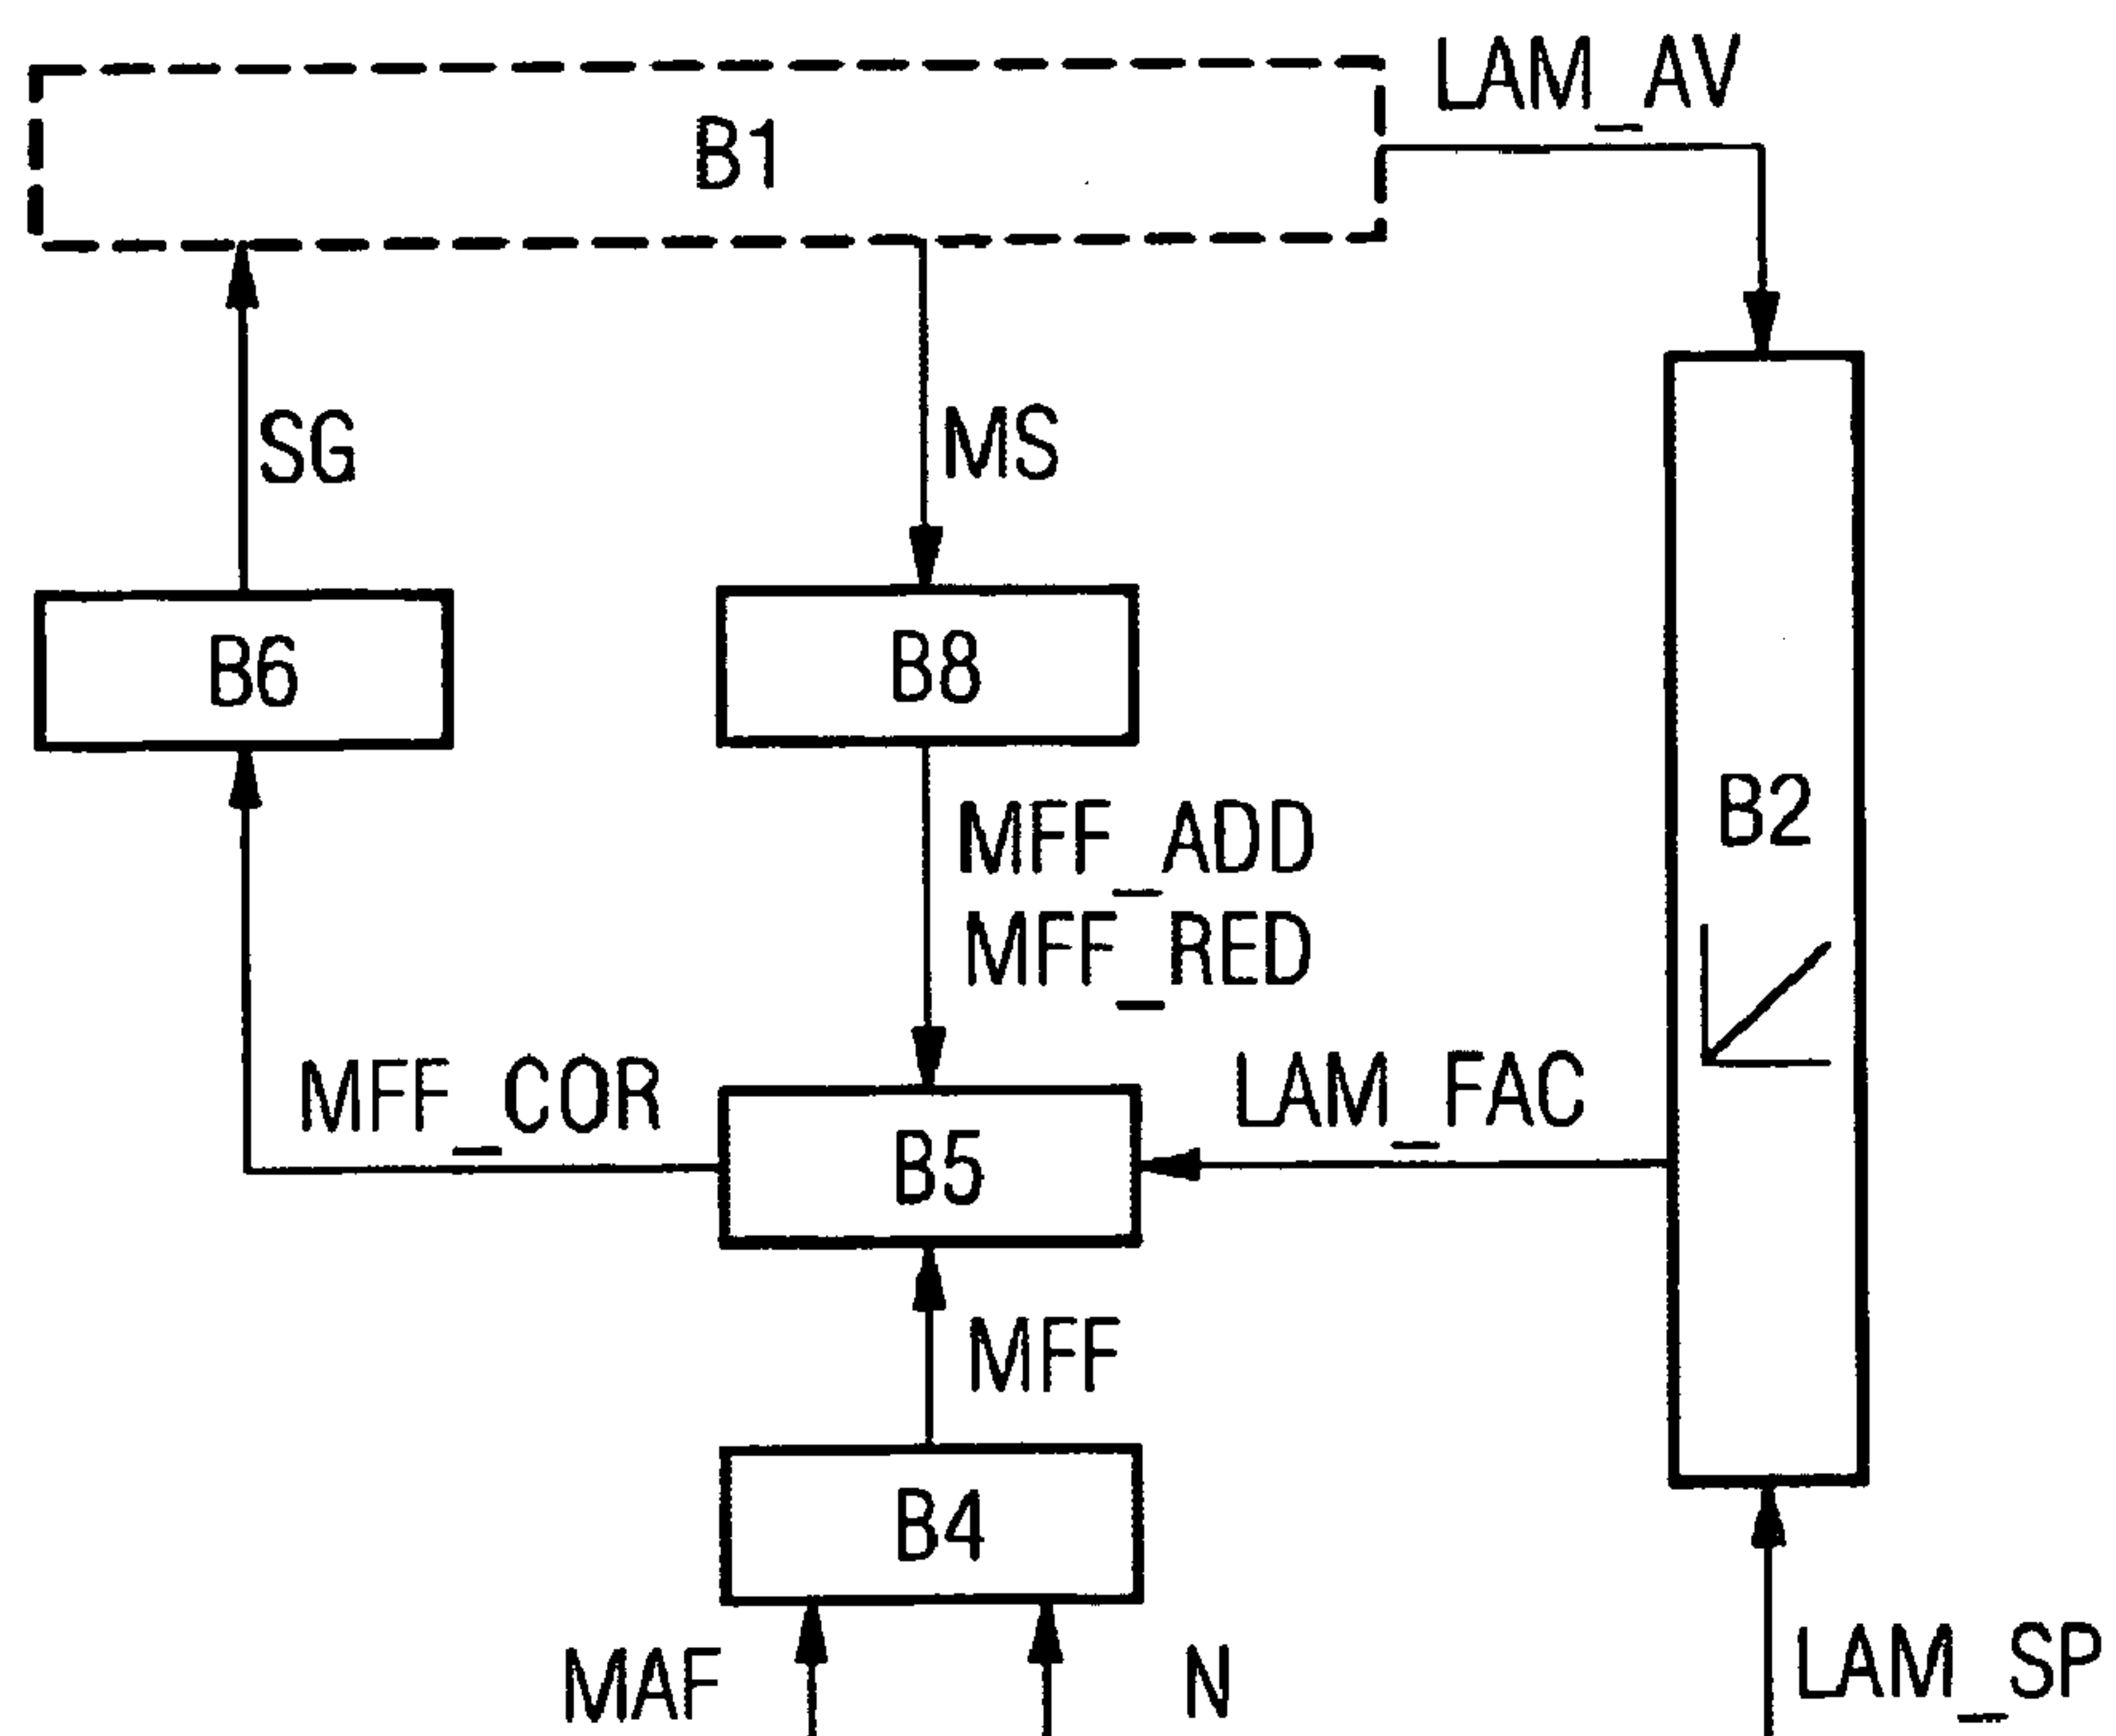 LAM_AV
B1
SG
MS
B6
B8
B2
MFF_ADD
MFF_RED
MFF_COR
LAM_FAC
B5
MFF
B4
MAF
N
LAM_SP